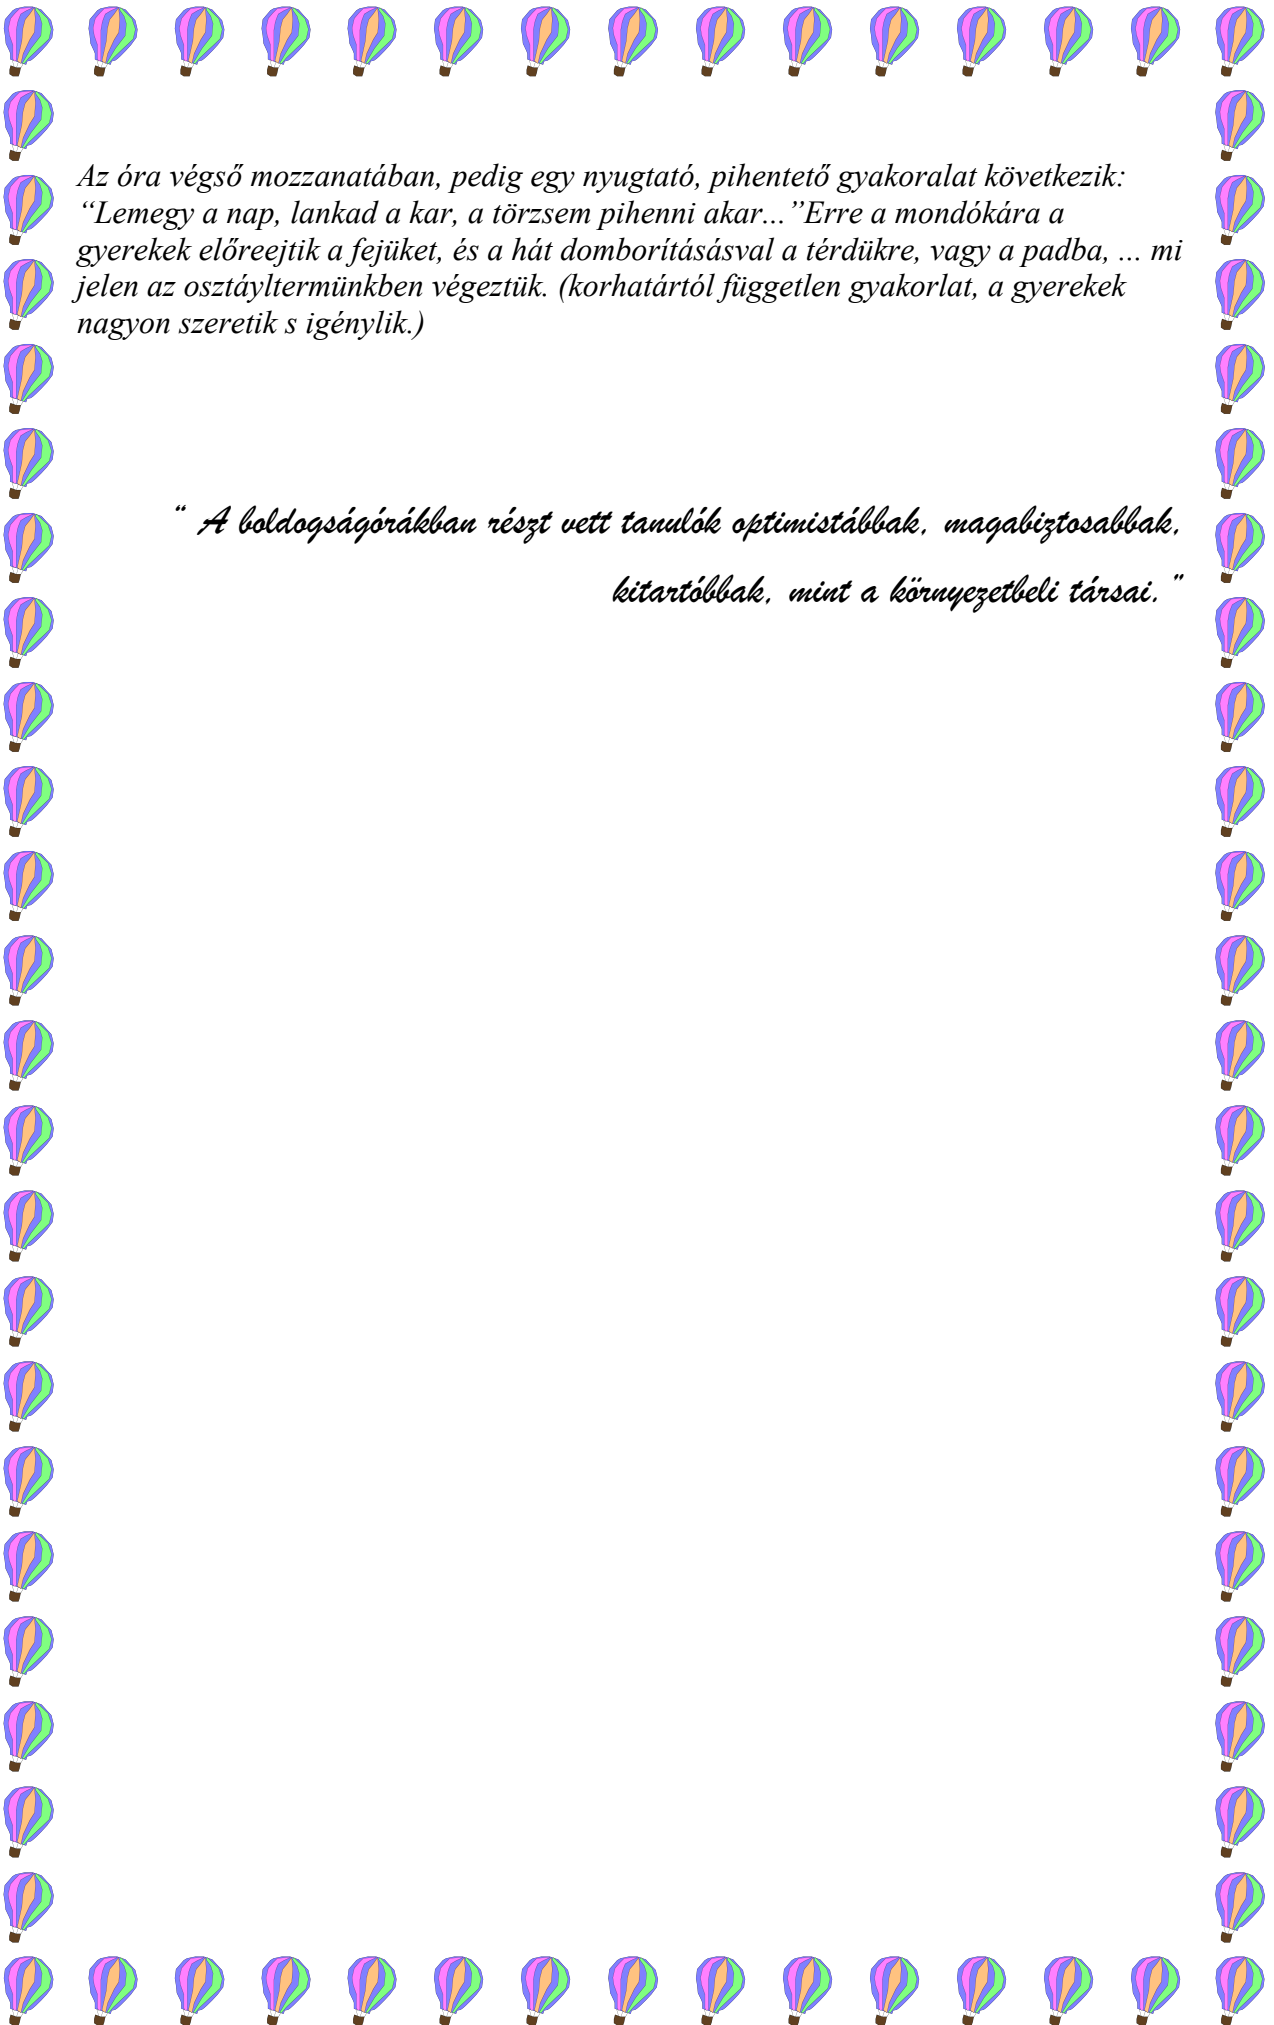 Az óra végső mozzanatában, pedig egy nyugtató, pihentető gyakoralat következik:
“Lemegy a nap, lankad a kar, a törzsem pihenni akar...”Erre a mondókára a
gyerekek előreejtik a fejüket, és a hát domborításásval a térdükre, vagy a padba, ... mi
jelen az osztáyltermünkben végeztük. (korhatártól független gyakorlat, a gyerekek
nagyon szeretik s igénylik.)
“ A boldogságórákban részt vett tanulók optimistábbak, magabiztosabbak,
kitartóbbak, mint a környezetbeli társai.”